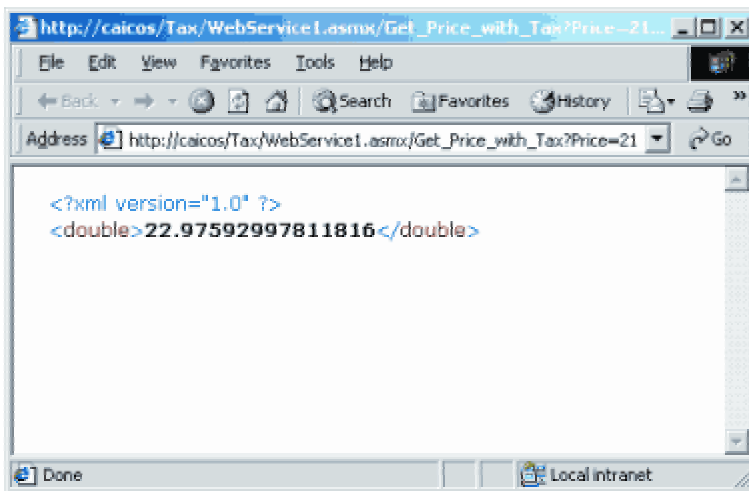 http://caicos/Tax/WebService1.asmx/Get_Price_with_Tax?Price=21...
File Edit View Favorites Tools Help
Back Search Favorites History »
Address http://caicos/Tax/WebService1.asmx/Get_Price_with_Tax?Price=21 Go
<?xml version="1.0" ?>
<double>22.97592997811816</double>
Done Local intranet